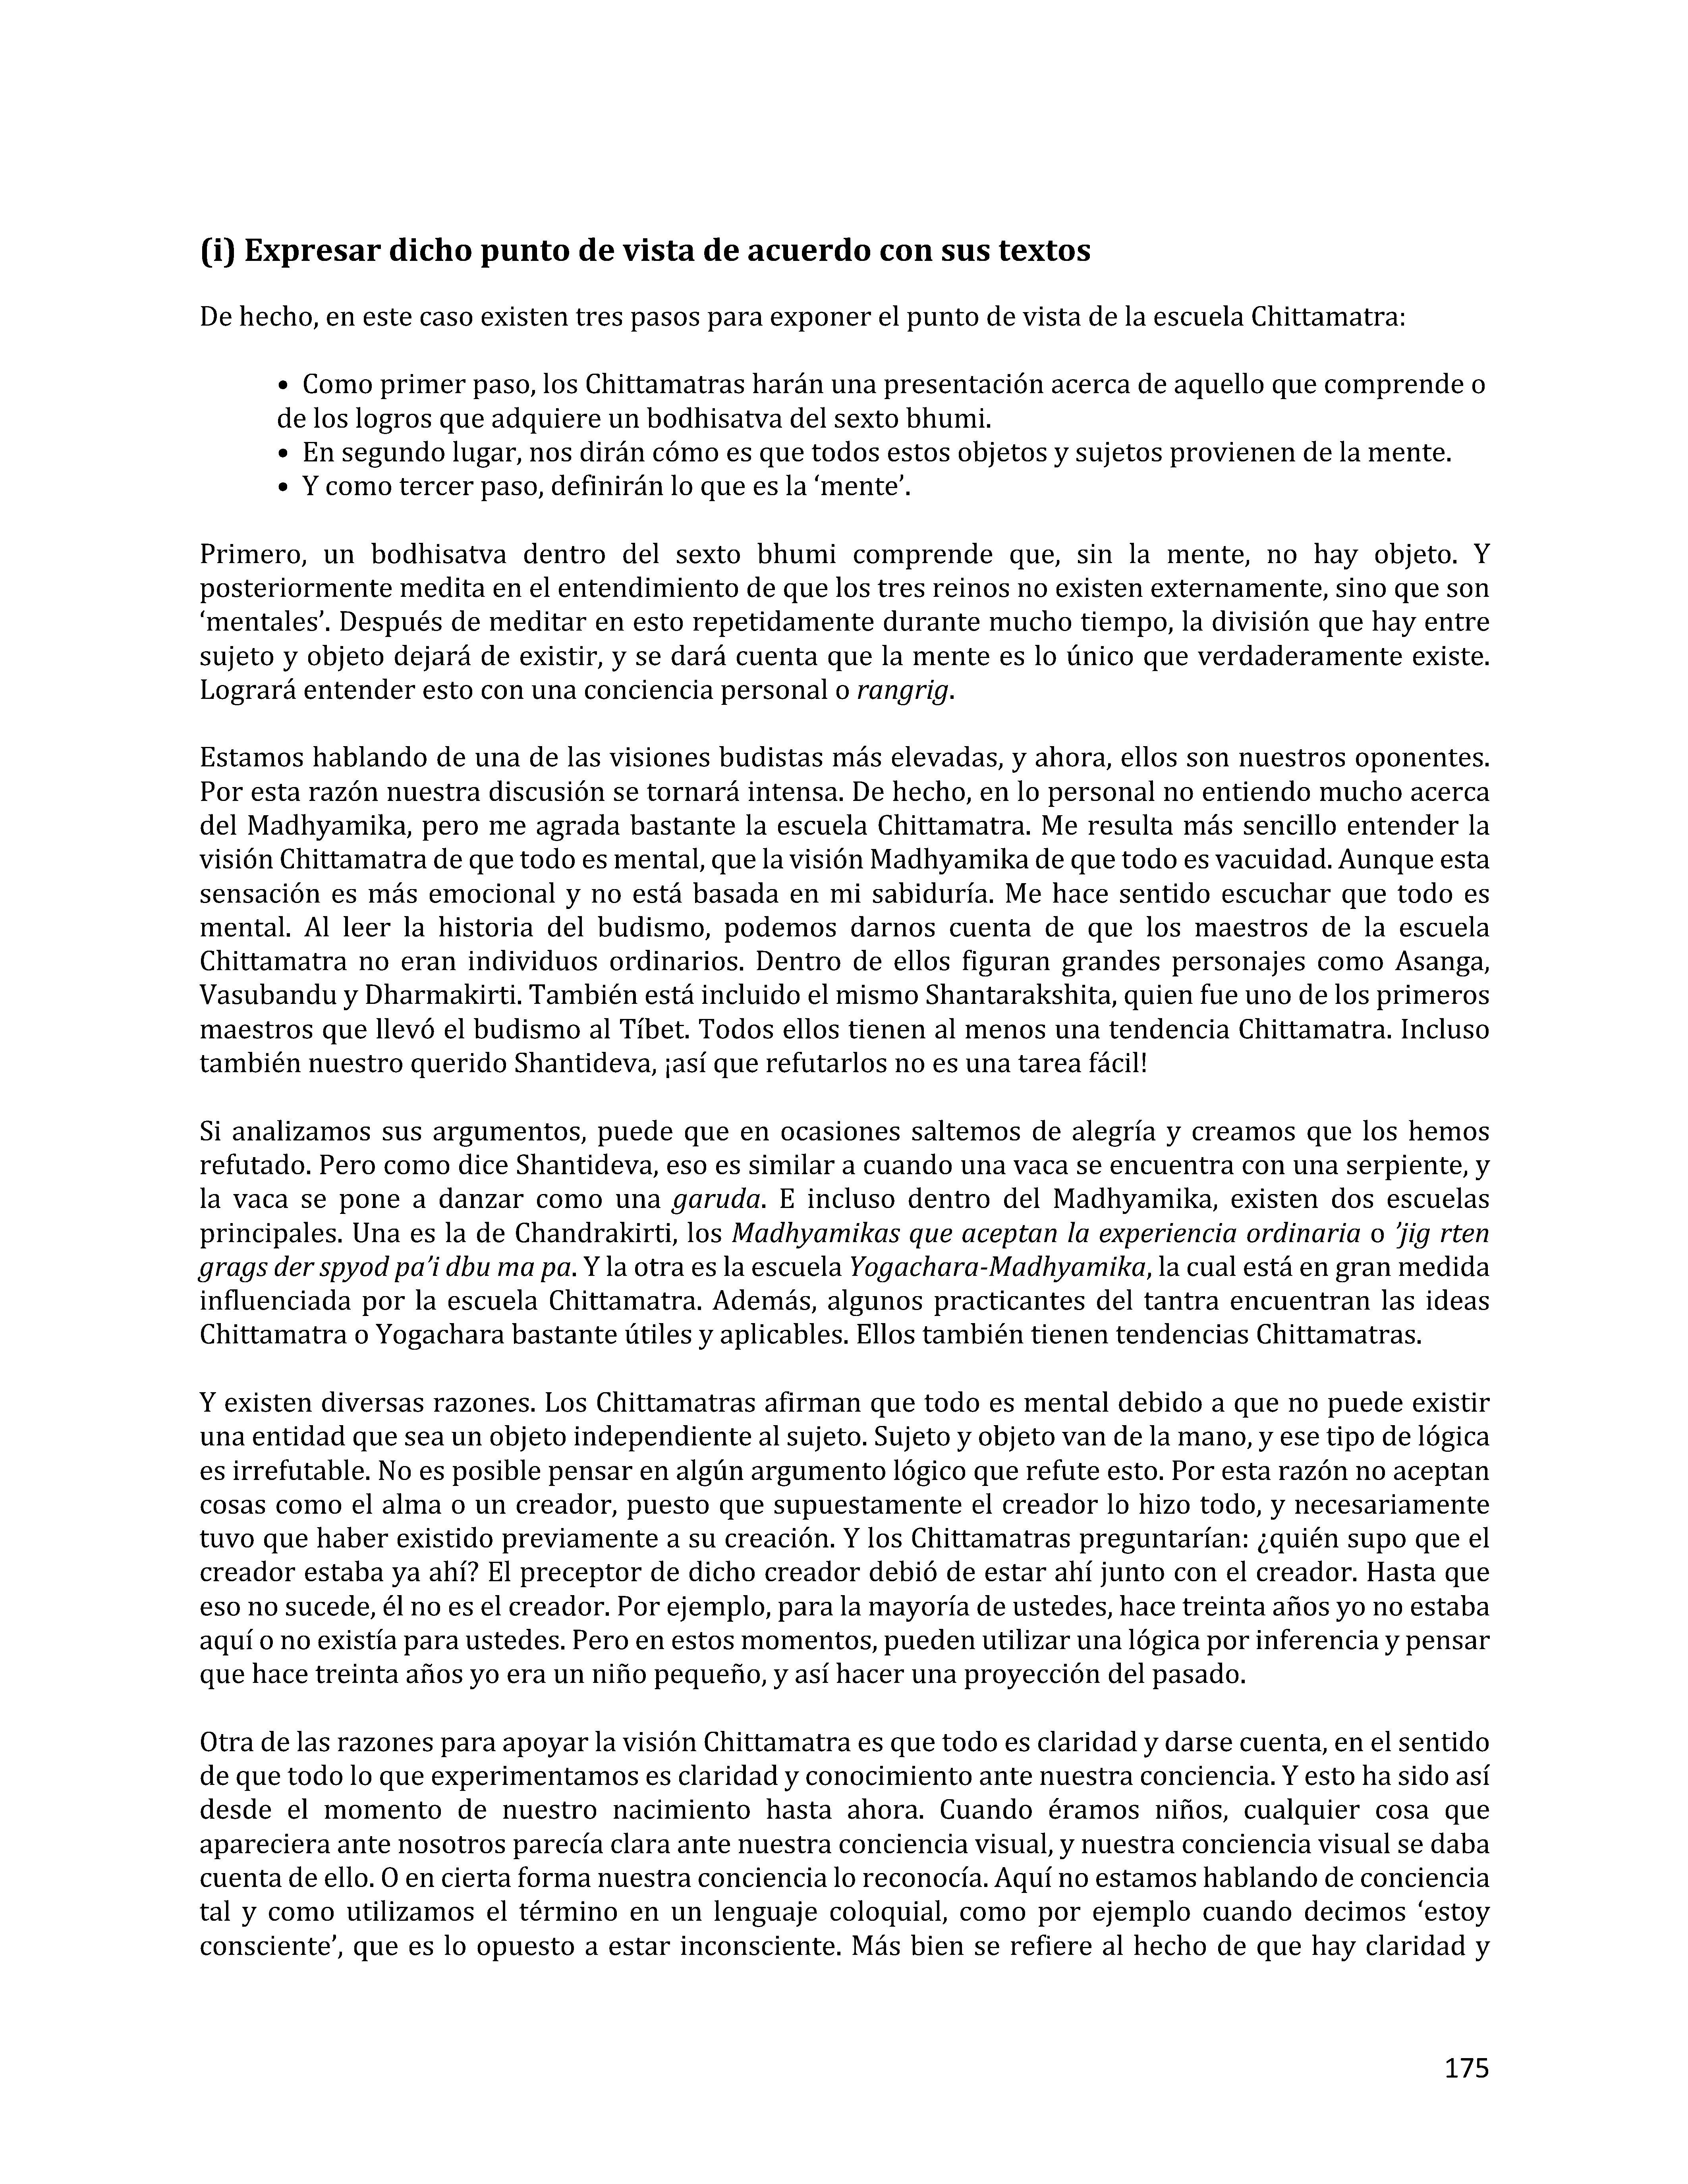 (i) Expresar dicho punto de vista de acuerdo con sus textos
De hecho, en este caso existen tres pasos para exponer el punto de vista de la escuela Chittamatra:
• Como primer paso, los Chittamatras harán una presentación acerca de aquello que comprende o
de los logros que adquiere un bodhisatva del sexto bhumi.
• En segundo lugar, nos dirán cómo es que todos estos objetos y sujetos provienen de la mente.
• Y como tercer paso, definirán lo que es la ‘mente’.
Primero, un bodhisatva dentro del sexto bhumi comprende que, sin la mente, no hay objeto. Y
posteriormente medita en el entendimiento de que los tres reinos no existen externamente, sino que son
‘mentales’. Después de meditar en esto repetidamente durante mucho tiempo, la división que hay entre
sujeto y objeto dejará de existir, y se dará cuenta que la mente es lo único que verdaderamente existe.
Logrará entender esto con una conciencia personal o rangrig.
Estamos hablando de una de las visiones budistas más elevadas, y ahora, ellos son nuestros oponentes.
Por esta razón nuestra discusión se tornará intensa. De hecho, en lo personal no entiendo mucho acerca
del Madhyamika, pero me agrada bastante la escuela Chittamatra. Me resulta más sencillo entender la
visión Chittamatra de que todo es mental, que la visión Madhyamika de que todo es vacuidad. Aunque esta
sensación es más emocional y no está basada en mi sabiduría. Me hace sentido escuchar que todo es
mental. Al leer la historia del budismo, podemos darnos cuenta de que los maestros de la escuela
Chittamatra no eran individuos ordinarios. Dentro de ellos figuran grandes personajes como Asanga,
Vasubandu y Dharmakirti. También está incluido el mismo Shantarakshita, quien fue uno de los primeros
maestros que llevó el budismo al Tíbet. Todos ellos tienen al menos una tendencia Chittamatra. Incluso
también nuestro querido Shantideva, ¡así que refutarlos no es una tarea fácil!
Si analizamos sus argumentos, puede que en ocasiones saltemos de alegría y creamos que los hemos
refutado. Pero como dice Shantideva, eso es similar a cuando una vaca se encuentra con una serpiente, y
la vaca se pone a danzar como una garuda. E incluso dentro del Madhyamika, existen dos escuelas
principales. Una es la de Chandrakirti, los Madhyamikas que aceptan la experiencia ordinaria o ’jig rten
grags der spyod pa’i dbu ma pa. Y la otra es la escuela Yogachara-Madhyamika, la cual está en gran medida
influenciada por la escuela Chittamatra. Además, algunos practicantes del tantra encuentran las ideas
Chittamatra o Yogachara bastante útiles y aplicables. Ellos también tienen tendencias Chittamatras.
Y existen diversas razones. Los Chittamatras afirman que todo es mental debido a que no puede existir
una entidad que sea un objeto independiente al sujeto. Sujeto y objeto van de la mano, y ese tipo de lógica
es irrefutable. No es posible pensar en algún argumento lógico que refute esto. Por esta razón no aceptan
cosas como el alma o un creador, puesto que supuestamente el creador lo hizo todo, y necesariamente
tuvo que haber existido previamente a su creación. Y los Chittamatras preguntarían: ¿quién supo que el
creador estaba ya ahí? El preceptor de dicho creador debió de estar ahí junto con el creador. Hasta que
eso no sucede, él no es el creador. Por ejemplo, para la mayoría de ustedes, hace treinta años yo no estaba
aquí o no existía para ustedes. Pero en estos momentos, pueden utilizar una lógica por inferencia y pensar
que hace treinta años yo era un niño pequeño, y así hacer una proyección del pasado.
Otra de las razones para apoyar la visión Chittamatra es que todo es claridad y darse cuenta, en el sentido
de que todo lo que experimentamos es claridad y conocimiento ante nuestra conciencia. Y esto ha sido así
desde el momento de nuestro nacimiento hasta ahora. Cuando éramos niños, cualquier cosa que
apareciera ante nosotros parecía clara ante nuestra conciencia visual, y nuestra conciencia visual se daba
cuenta de ello. O en cierta forma nuestra conciencia lo reconocía. Aquí no estamos hablando de conciencia
tal y como utilizamos el término en un lenguaje coloquial, como por ejemplo cuando decimos ‘estoy
consciente’, que es lo opuesto a estar inconsciente. Más bien se refiere al hecho de que hay claridad y
175